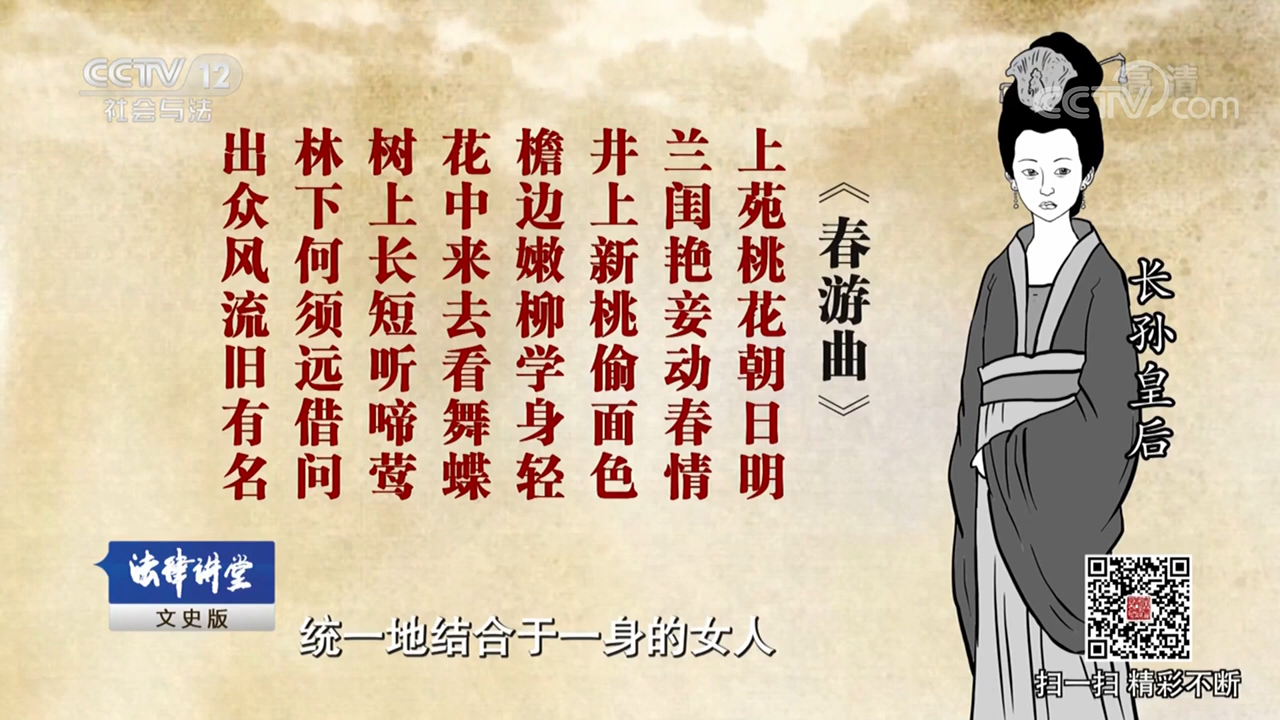 CCTV 12
社会与法
高清
CCTV.com
《春游曲》
上苑桃花朝日明
兰闺艳妾动春情
井上新桃偷面色
檐边嫩柳学身轻
花中来去看舞蝶
树上长短听啼莺
林下何须远借问
出众风流旧有名
长孙皇后
法律讲堂
文史版
统一地结合于一身的女人
扫一扫 精彩不断